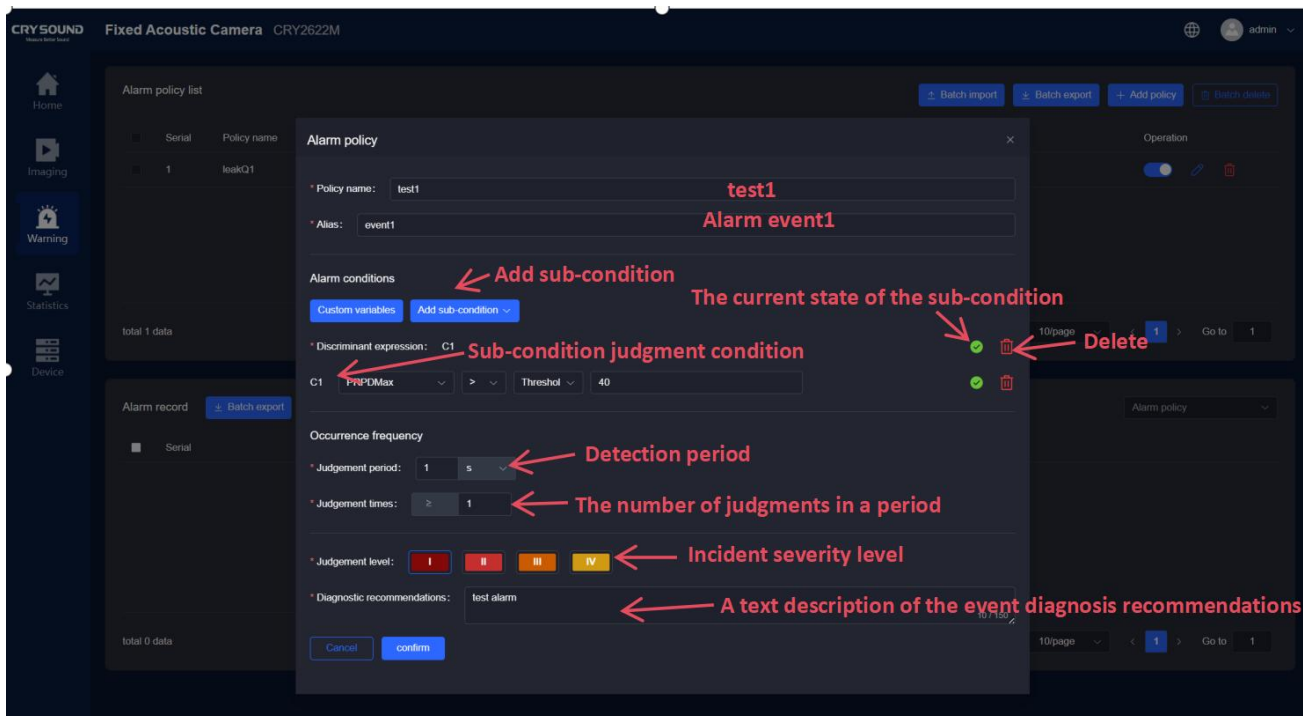 CRYSOUND
Measure Better Sound
Fixed Acoustic Camera CRY2622M
admin
Home
Imaging
Warning
Statistics
Device
Alarm policy list
Batch import
Batch export
+ Add policy
Batch delete
Serial Policy name Operation
1 leakQ1
total 1 data
10/page
1
Go to 1
Alarm policy
* Policy name: test1
test1
* Alias: event1
Alarm event1
Alarm conditions
Add sub-condition
Custom variables
Add sub-condition
The current state of the sub-condition
* Discriminant expression: C1
Delete
Sub-condition judgment condition
C1 PRPDMax > Threshol 40
Occurrence frequency
* Judgement period: 1 s
Detection period
* Judgement times: ≥ 1
The number of judgments in a period
* Judgement level: I II III IV
Incident severity level
* Diagnostic recommendations: test alarm
10 / 150
A text description of the event diagnosis recommendations
Cancel
confirm
Alarm record
Batch export
Alarm policy
Serial
total 0 data
10/page
1
Go to 1